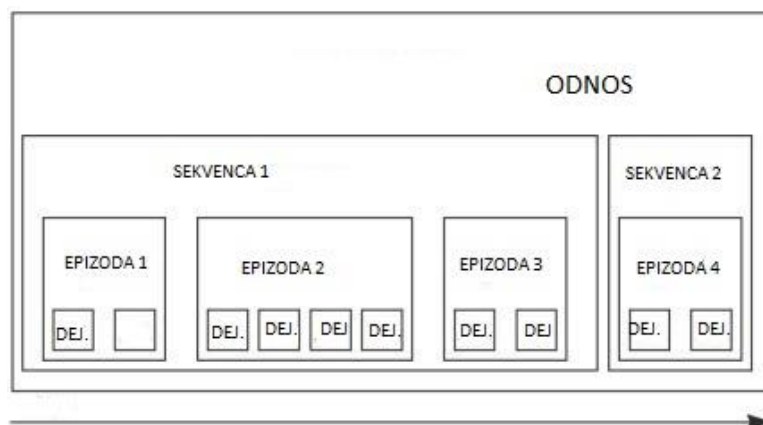 ODNOS
SEKVENCA 1
SEKVENCA 2
EPIZODA 1
EPIZODA 2
EPIZODA 3
EPIZODA 4
DEJ.
DEJ.
DEJ.
DEJ
DEJ.
DEJ.
DEJ
DEJ.
DEJ.